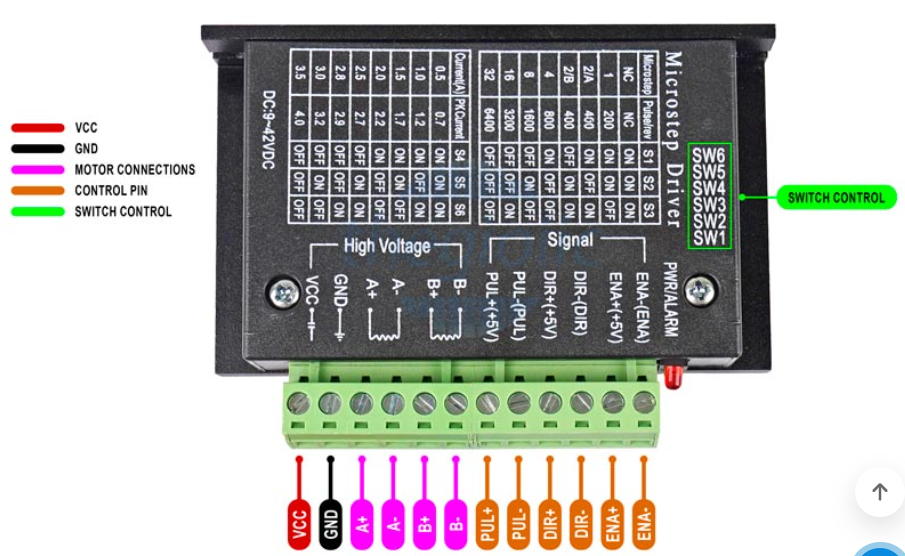 VCC
GND
MOTOR CONNECTIONS
CONTROL PIN
SWITCH CONTROL
Microstep Driver
Microstep Pulse/rev S1 S2 S3
NC NC ON ON ON
1 200 ON ON OFF
2/A 400 ON OFF ON
2/B 400 OFF ON ON
4 800 ON OFF OFF
8 1600 OFF ON OFF
16 3200 OFF OFF ON
32 6400 OFF OFF OFF
Current(A) PK Current S4 S5 S6
0.5 0.7 ON ON ON
1.0 1.2 ON OFF ON
1.5 1.7 ON ON OFF
2.0 2.2 ON OFF OFF
2.5 2.7 OFF ON ON
2.8 2.9 OFF OFF ON
3.0 3.2 OFF ON OFF
3.5 4.0 OFF OFF OFF
DC:9~42VDC
SW6
SW5
SW4
SW3
SW2
SW1
SWITCH CONTROL
High Voltage
Signal
VCC
GND
A+
A-
B+
B-
PUL+(+5V)
PUL-(PUL)
DIR+(+5V)
DIR-(DIR)
ENA+(+5V)
ENA-(ENA)
PWR/ALARM
VCC
GND
A+
A-
B+
B-
PUL+
PUL-
DIR+
DIR-
ENA+
ENA-